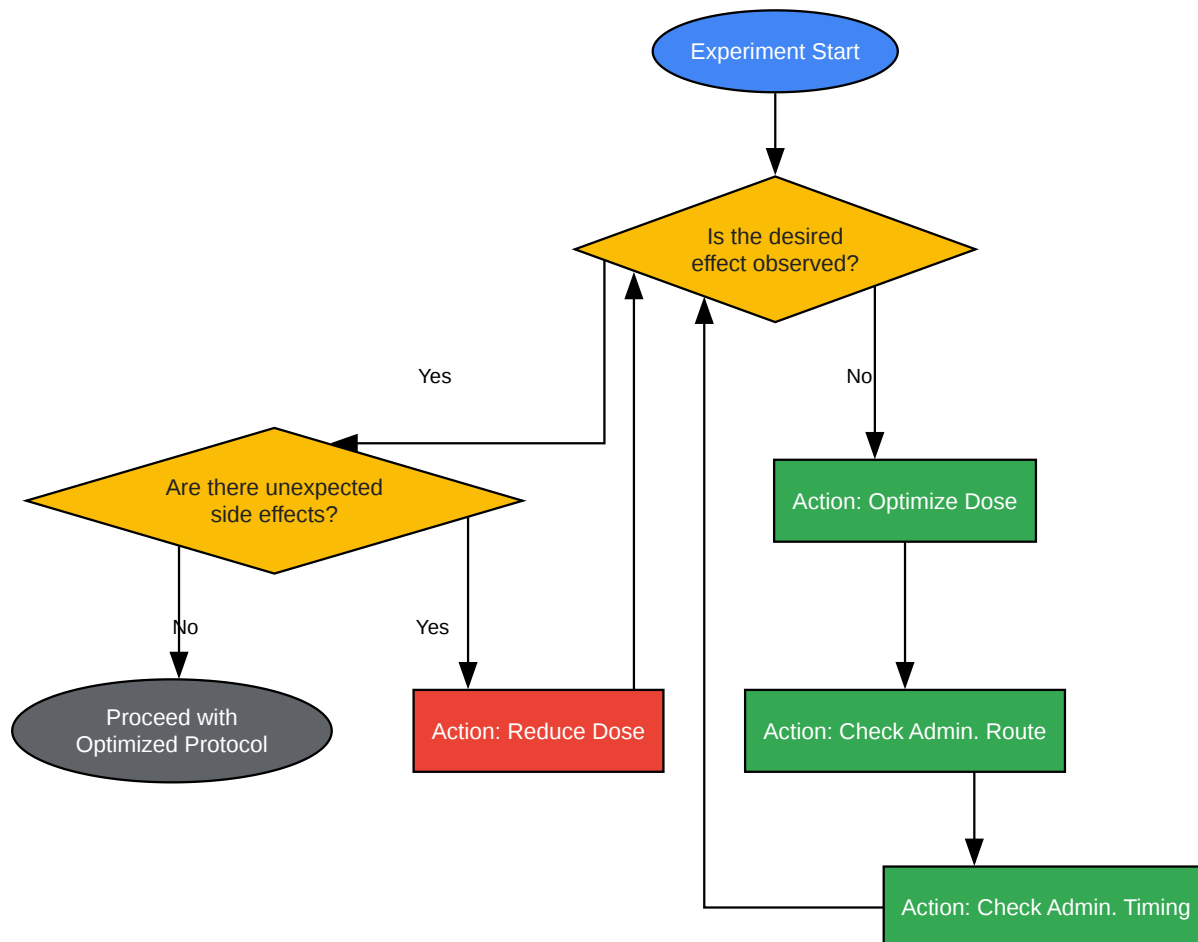 Experiment Start
Is the desired
effect observed?
Yes
No
Are there unexpected
side effects?
Action: Optimize Dose
No
Yes
Proceed with
Optimized Protocol
Action: Reduce Dose
Action: Check Admin. Route
Action: Check Admin. Timing